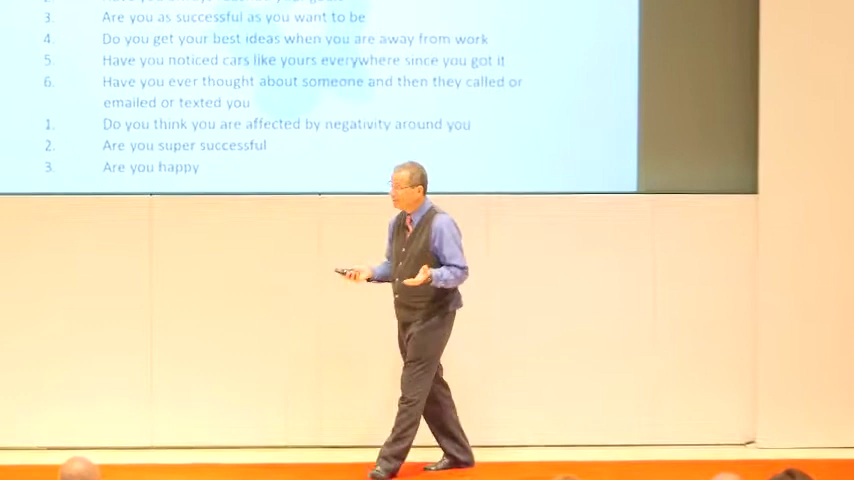 3. Are you as successful as you want to be
4. Do you get your best ideas when you are away from work
5. Have you noticed cars like yours everywhere since you got it
6. Have you ever thought about someone and then they called or
emailed or texted you
1. Do you think you are affected by negativity around you
2. Are you super successful
3. Are you happy